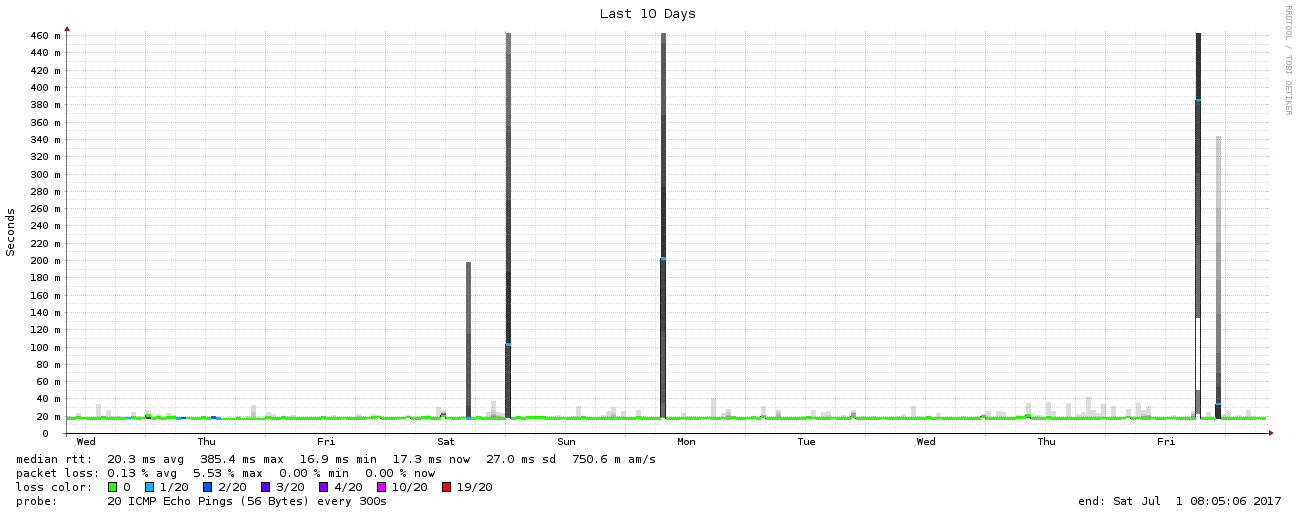 Last 10 Days
RRDTOOL / TOBI OETIKER
Seconds
460 m
440 m
420 m
400 m
380 m
360 m
340 m
320 m
300 m
280 m
260 m
240 m
220 m
200 m
180 m
160 m
140 m
120 m
100 m
80 m
60 m
40 m
20 m
0
Wed Thu Fri Sat Sun Mon Tue Wed Thu Fri
median rtt: 20.3 ms avg 385.4 ms max 16.9 ms min 17.3 ms now 27.0 ms sd 750.6 m am/s
packet loss: 0.13 % avg 5.53 % max 0.00 % min 0.00 % now
loss color: 0 1/20 2/20 3/20 4/20 10/20 19/20
probe: 20 ICMP Echo Pings (56 Bytes) every 300s end: Sat Jul 1 08:05:06 2017